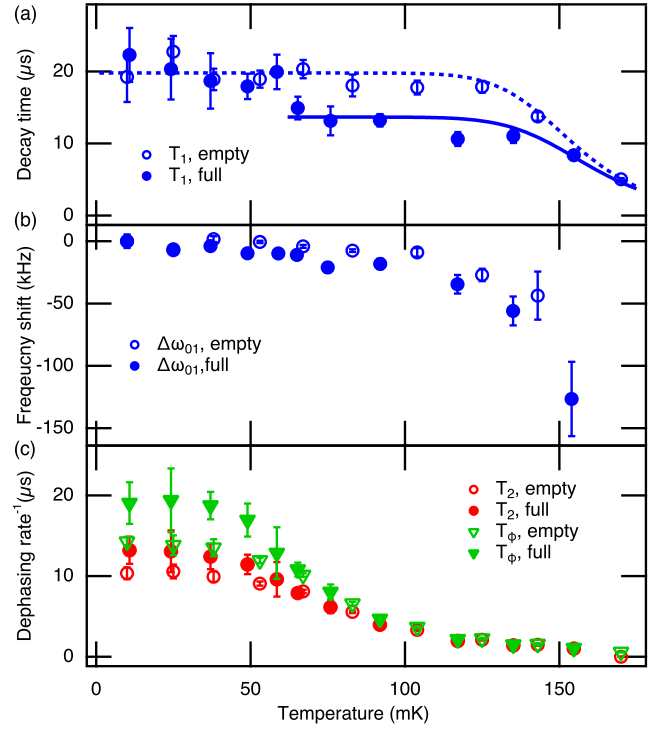 (a)
Decay time (μs)
20
10
0
T1, empty
T1, full
(b)
Freqeucny shift (kHz)
0
-50
-100
-150
Δω01, empty
Δω01,full
(c)
Dephasing rate-1(μs)
20
10
0
T2, empty
T2, full
Tϕ, empty
Tϕ, full
0
50
100
150
Temperature (mK)